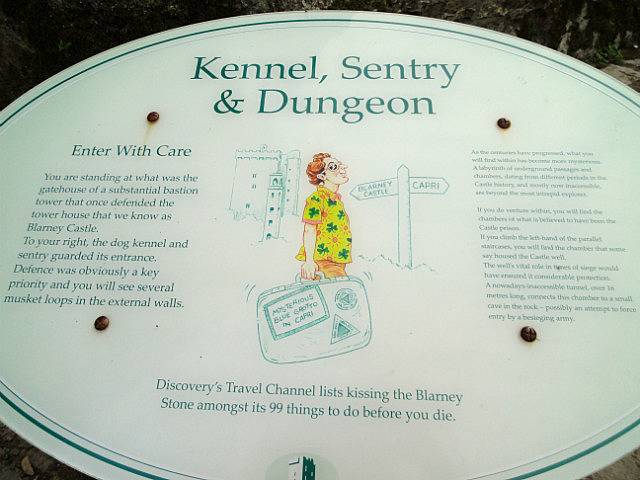 Kennel, Sentry
& Dungeon
Enter With Care
You are standing at what was the
gatehouse of a substantial bastion
tower that once defended the
tower house that we know as
Blarney Castle.
To your right, the dog kennel and
sentry guarded its entrance.
Defence was obviously a key
priority and you will see several
musket loops in the external walls.
BLARNEY
CASTLE
CAPRI
MYSTERIOUS
BLUE GROTTO
IN CAPRI
As the centuries have progressed, what you
will find within has become more mysterious.
A labyrinth of underground passages and
chambers, dating from different periods in the
Castle history, and mostly now inaccessible,
are beyond the most intrepid explorer.
If you do venture within, you will find the
chambers of what is believed to have been the
Castle prison.
If you climb the left-hand of the parallel
staircases, you will find the chamber that some
say housed the Castle well.
The well's vital role in times of siege would
have ensured it considerable protection.
A nowadays-inaccessible tunnel, over 16
metres long, connects this chamber to a small
cave in the rock – possibly an attempt to force
entry by a besieging army.
Discovery's Travel Channel lists kissing the Blarney
Stone amongst its 99 things to do before you die.